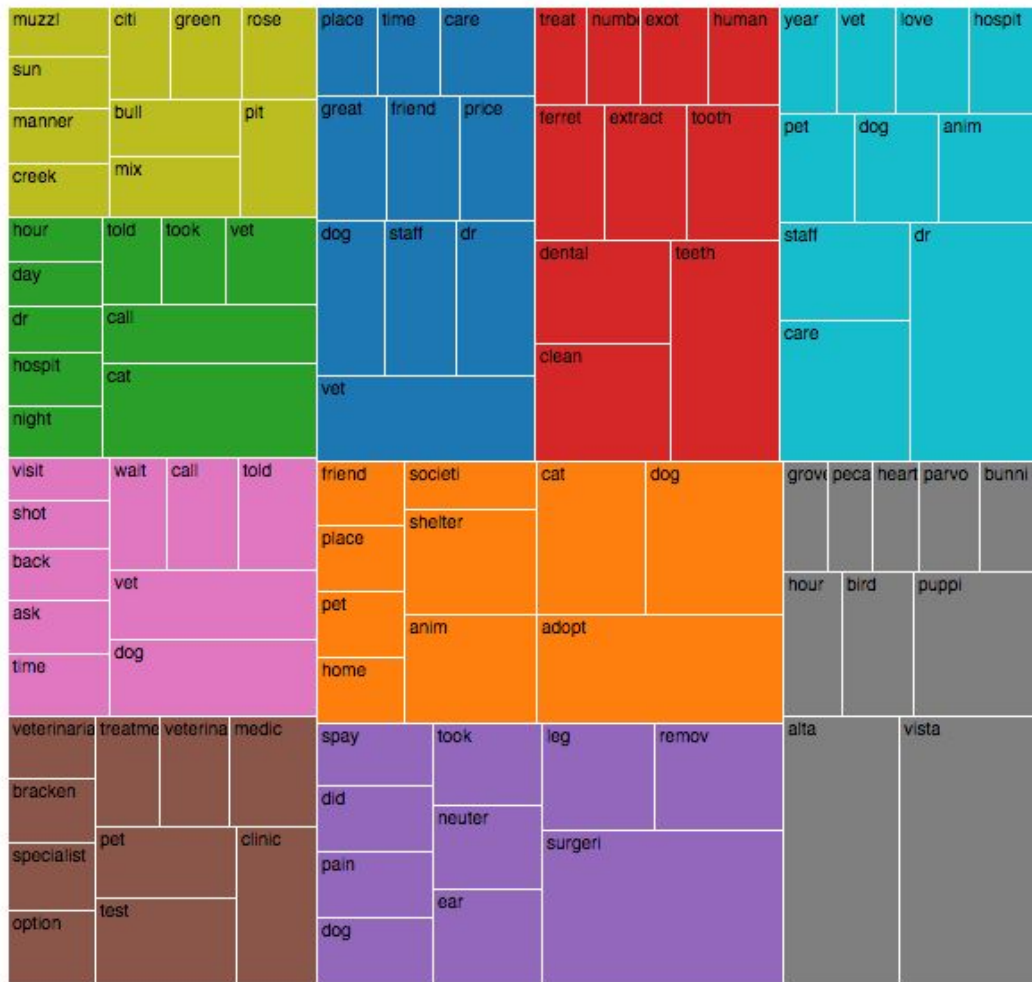 muzzl citi green rose
sun
bull pit
manner
mix
creek
place time care
great friend price
dog staff dr
vet
treat numbe exot human
ferret extract tooth
dental teeth
clean
year vet love hospit
pet dog anim
staff dr
care
hour told took vet
day
dr call
hospit cat
night
visit wait call told
shot
back
vet
ask
dog
time
friend societi cat dog
shelter
place
pet
anim adopt
home
grove peca heart parvo bunni
hour bird puppi
alta vista
veterinaria treatme veterina medic
bracken
pet clinic
specialist
test
option
spay took leg remov
did
neuter
surgeri
pain
ear
dog